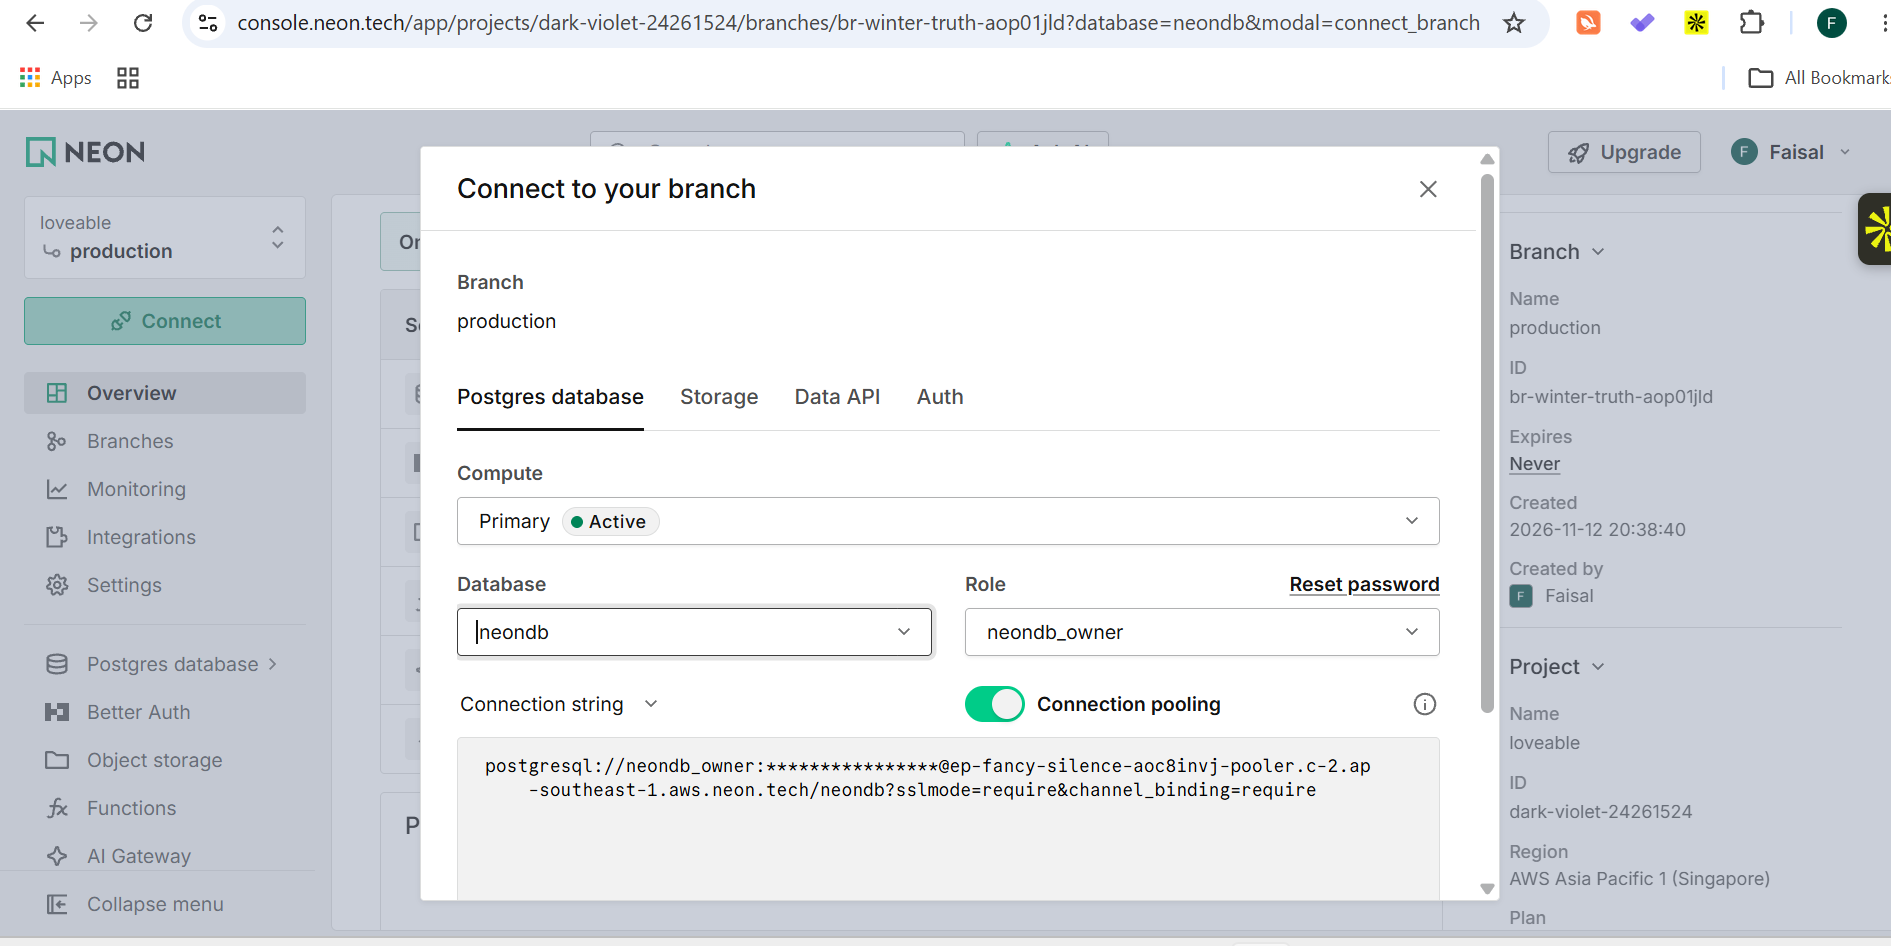 console.neon.tech/app/projects/dark-violet-24261524/branches/br-winter-truth-aop01jld?database=neondb&modal=connect_branch
F
Apps
All Bookmark
NEON
Upgrade
F
Faisal
loveable
production
Connect
Overview
Branches
Monitoring
Integrations
Settings
Postgres database
Better Auth
Object storage
Functions
AI Gateway
Collapse menu
Connect to your branch
Branch
production
Postgres database Storage Data API Auth
Compute
Primary Active
Database
neondb
Role Reset password
neondb_owner
Connection string
Connection pooling
postgresql://neondb_owner:****************@ep-fancy-silence-aoc8invj-pooler.c-2.ap
-southeast-1.aws.neon.tech/neondb?sslmode=require&channel_binding=require
Branch
Name
production
ID
br-winter-truth-aop01jld
Expires
Never
Created
2026-11-12 20:38:40
Created by
F Faisal
Project
Name
loveable
ID
dark-violet-24261524
Region
AWS Asia Pacific 1 (Singapore)
Plan